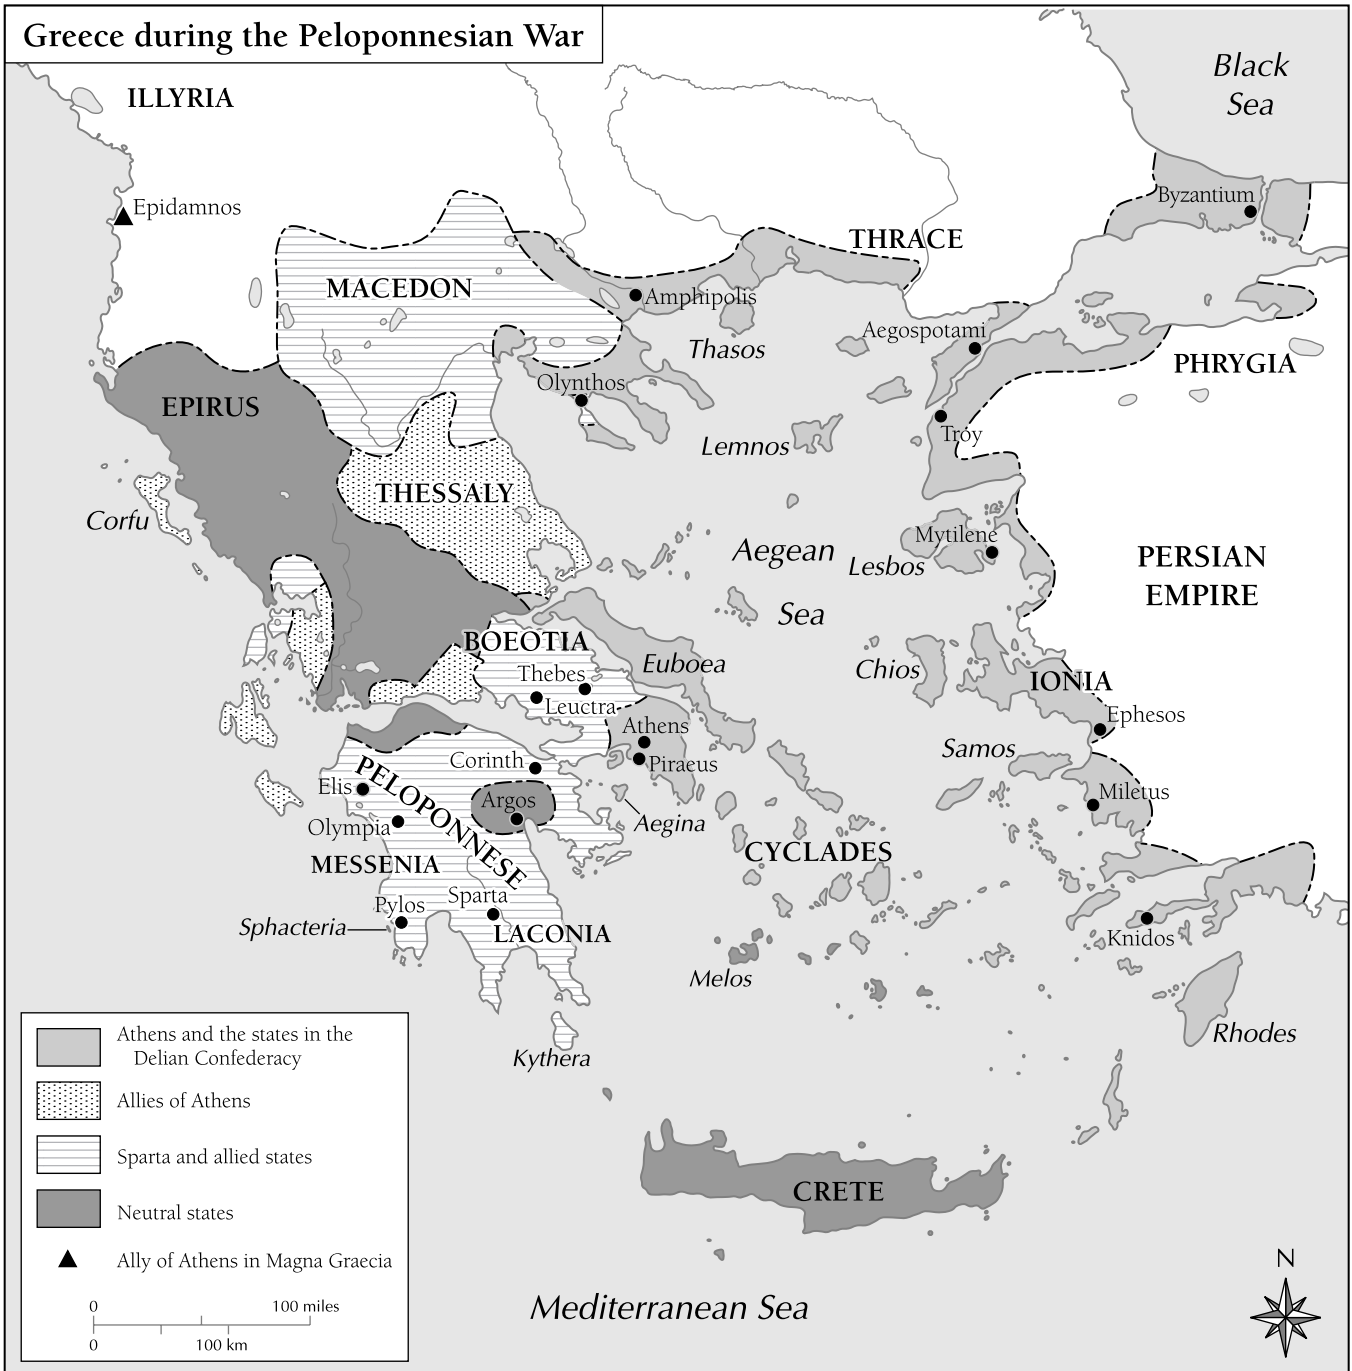 Greece during the Peloponnesian War
Black
Sea
ILLYRIA
Epidamnos
Byzantium
THRACE
MACEDON
Amphipolis
Aegospotami
Thasos
PHRYGIA
Olynthos
EPIRUS
Troy
Lemnos
THESSALY
Corfu
Mytilene
Aegean
Sea
Lesbos
PERSIAN
EMPIRE
BOEOTIA
Euboea
Chios
Thebes
IONIA
Leuctra
Ephesos
Athens
Samos
Corinth
Piraeus
PELOPONNESE
Elis
Argos
Miletus
Olympia
Aegina
CYCLADES
MESSENIA
Sparta
Pylos
Sphacteria
LACONIA
Knidos
Melos
Rhodes
Kythera
CRETE
Mediterranean Sea
Athens and the states in the
Delian Confederacy
Allies of Athens
Sparta and allied states
Neutral states
Ally of Athens in Magna Graecia
0 100 miles
0 100 km
N